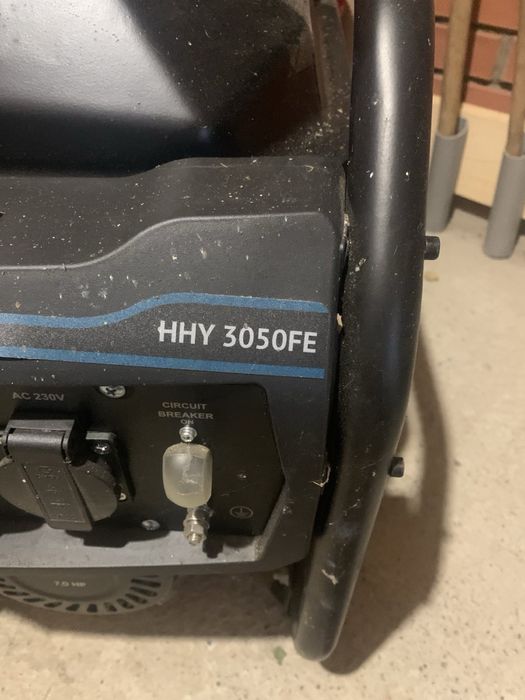 HHY 3050FE
AC 230V
CIRCUIT
BREAKER
ON
7.0 HP